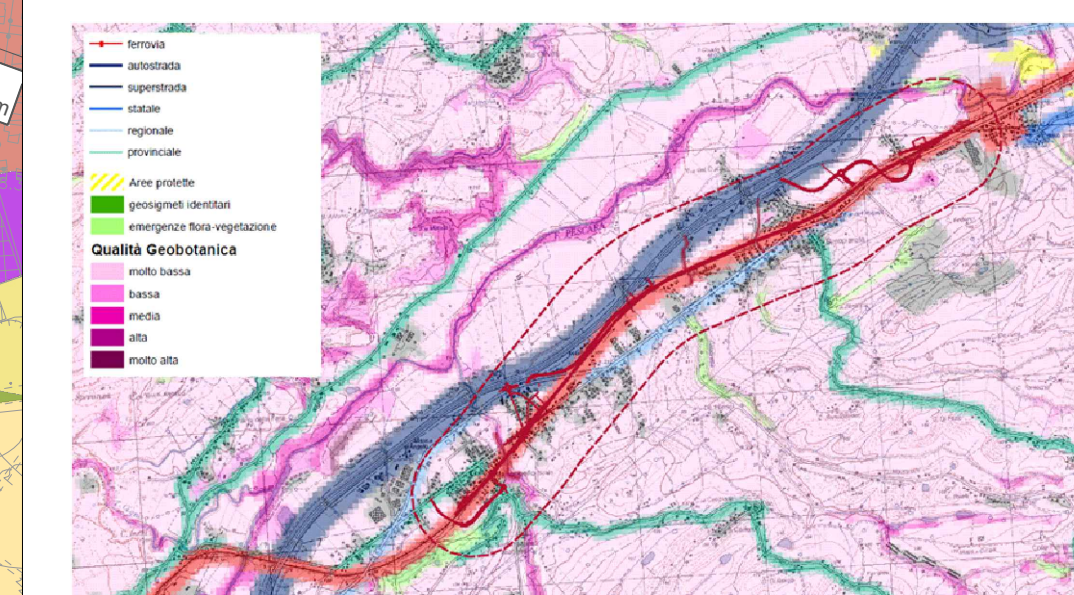 ferrovia
autostrada
superstrada
statale
regionale
provinciale
Aree protette
geosigmeti identitari
emergenze flora-vegetazione
Qualità Geobotanica
molto bassa
bassa
media
alta
molto alta
PESCARA